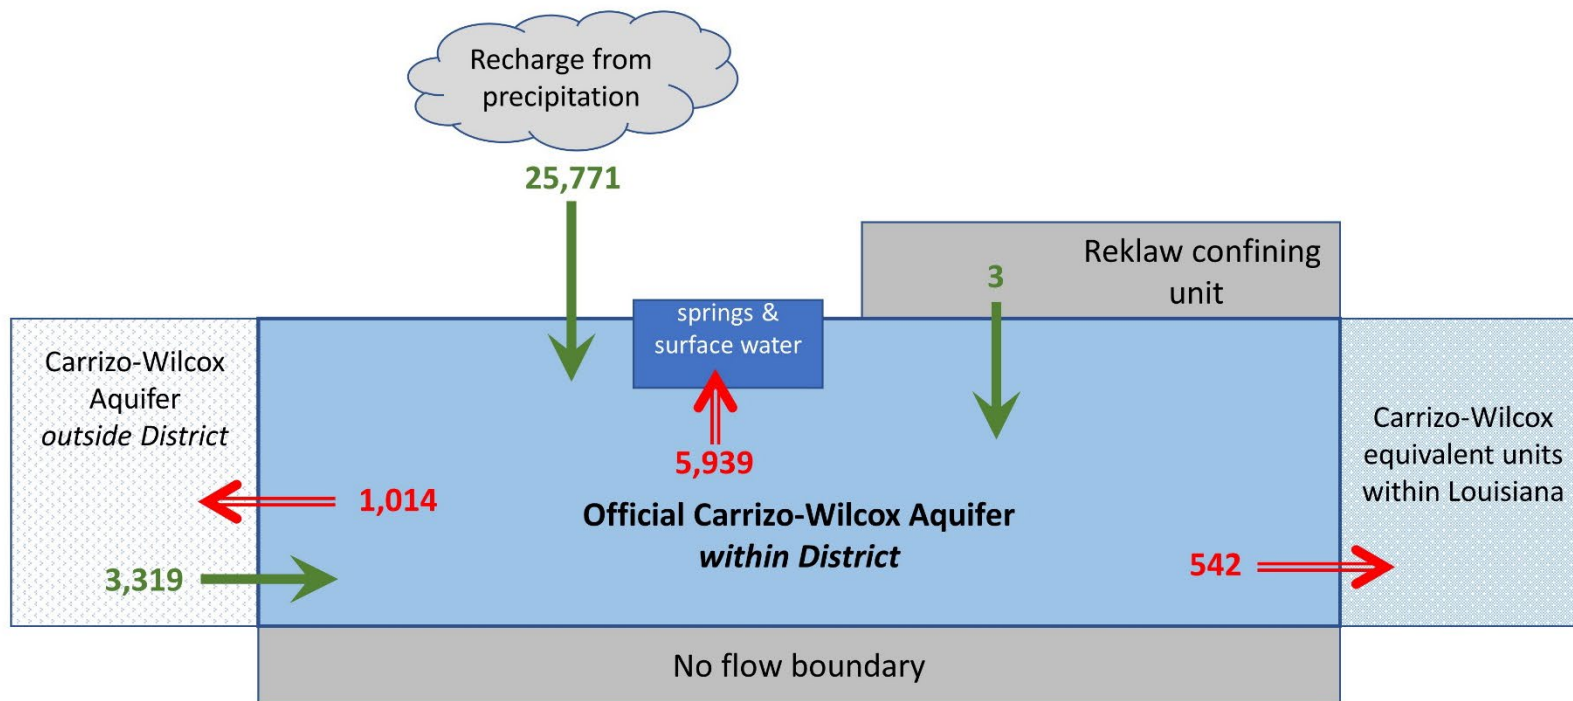 Recharge from
precipitation
25,771
Reklaw confining
unit
3
springs &
surface water
Carrizo-Wilcox
Aquifer
outside District
5,939
1,014
3,319
Official Carrizo-Wilcox Aquifer
within District
542
Carrizo-Wilcox
equivalent units
within Louisiana
No flow boundary